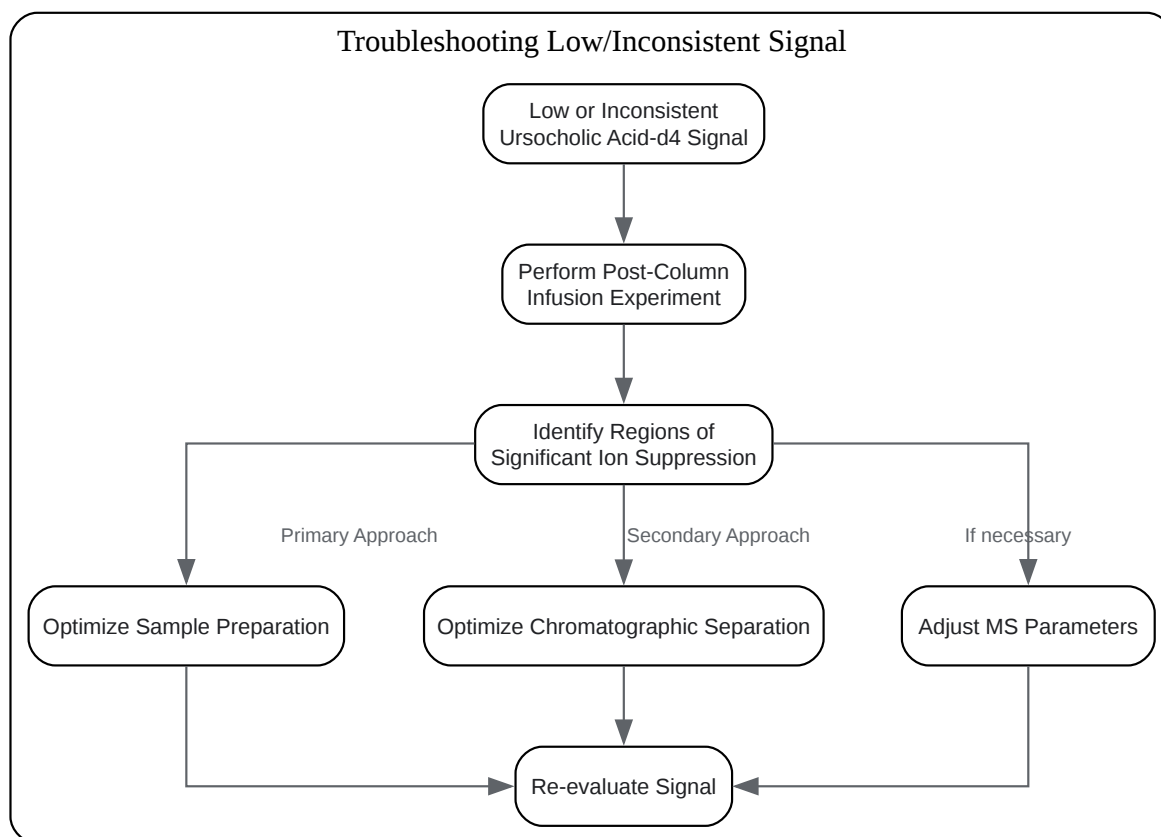 Troubleshooting Low/Inconsistent Signal
Low or Inconsistent
Ursocholic Acid-d4 Signal
Perform Post-Column
Infusion Experiment
Identify Regions of
Significant Ion Suppression
Primary Approach
Secondary Approach
If necessary
Optimize Sample Preparation
Optimize Chromatographic Separation
Adjust MS Parameters
Re-evaluate Signal